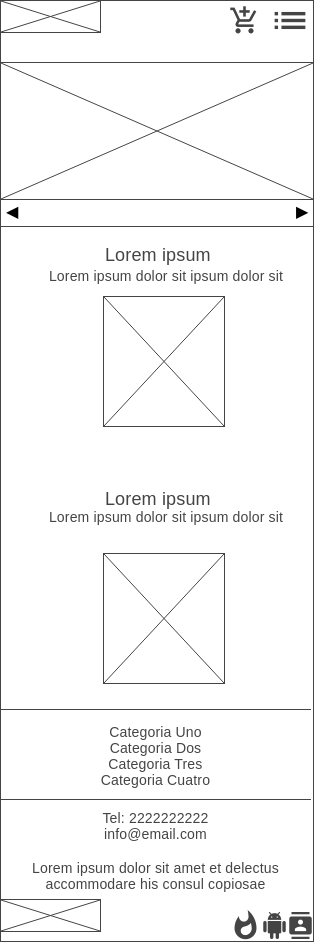 Lorem ipsum
Lorem ipsum dolor sit ipsum dolor sit
Lorem ipsum
Lorem ipsum dolor sit ipsum dolor sit
Categoria Uno
Categoria Dos
Categoria Tres
Categoria Cuatro
Tel: 2222222222
info@email.com
Lorem ipsum dolor sit amet et delectus
accommodare his consul copiosae